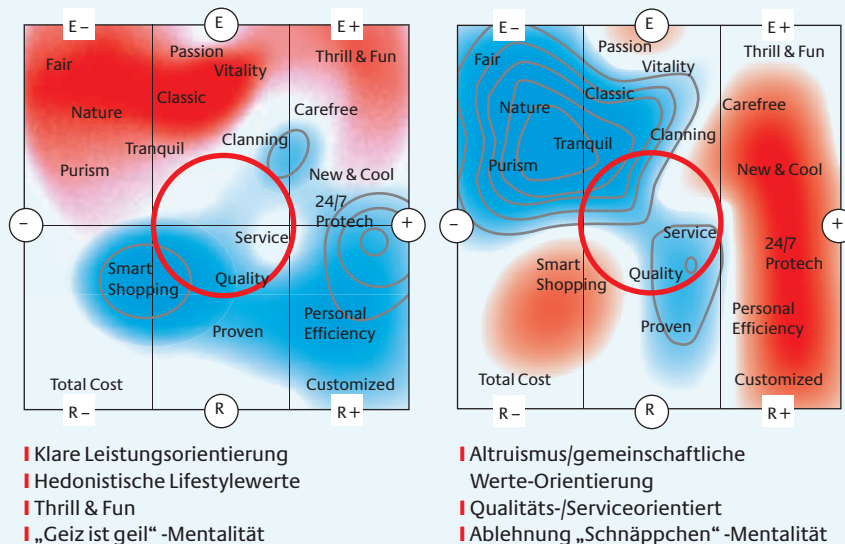 E – E E +
Fair
Passion
Vitality
Thrill & Fun
Nature
Classic
Carefree
Tranquil
Clanning
Purism
New & Cool
24/7
Protech
– +
Service
Smart
Shopping
Quality
Personal
Efficiency
Proven
Total Cost
Customized
R – R R +
I Klare Leistungsorientierung
I Hedonistische Lifestylewerte
I Thrill & Fun
I „Geiz ist geil“ -Mentalität
E – E E +
Fair
Passion
Vitality
Thrill & Fun
Nature
Classic
Carefree
Tranquil
Clanning
Purism
New & Cool
– +
Service
24/7
Protech
Smart
Shopping
Quality
Personal
Efficiency
Proven
Total Cost
Customized
R – R R +
I Altruismus/gemeinschaftliche
Werte-Orientierung
I Qualitäts-/Serviceorientiert
I Ablehnung „Schnäppchen“ -Mentalität